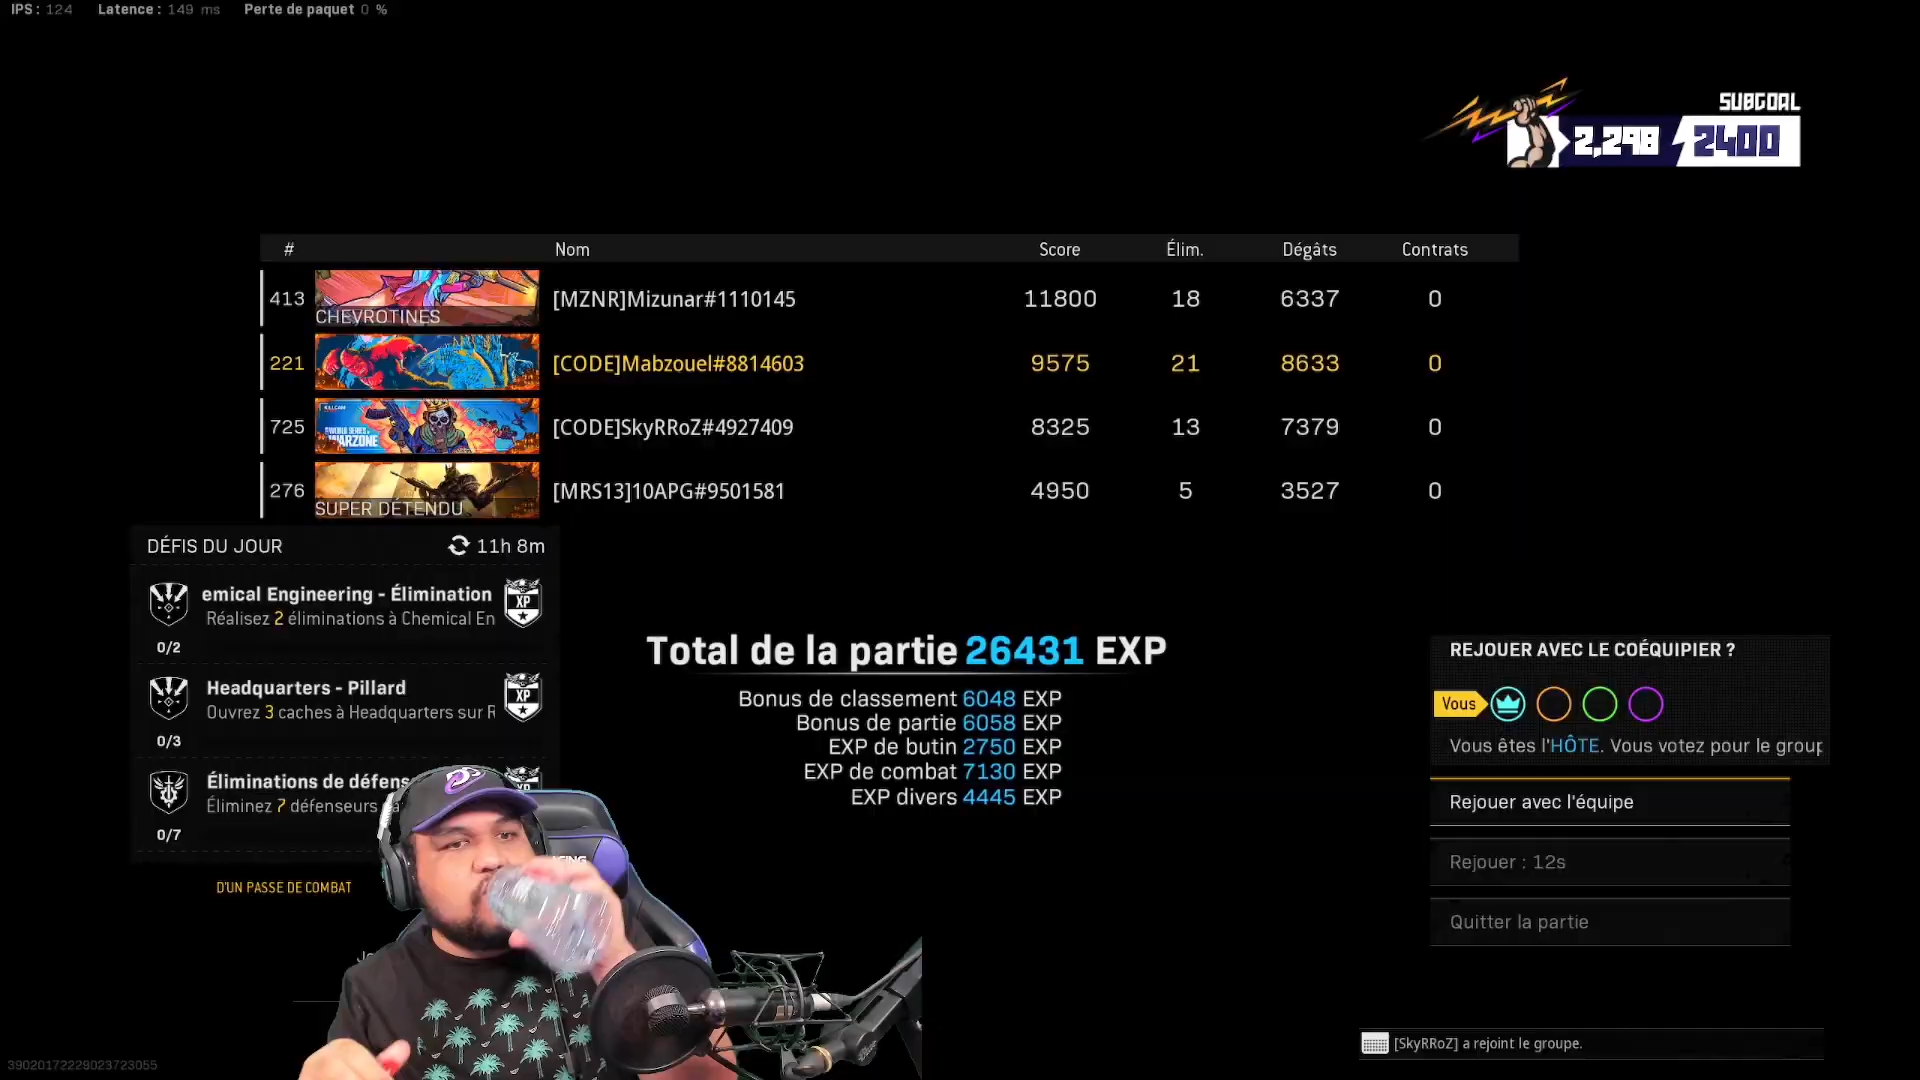 IPS : 124 Latence : 149 ms Perte de paquet 0 %
SUBGOAL
2,298 2400
# Nom Score Élim. Dégâts Contrats
413 CHEVROTINES [MZNR]Mizunar#1110145 11800 18 6337 0
221 [CODE]Mabzouel#8814603 9575 21 8633 0
725 WORLD SERIES WARZONE [CODE]SkyRRoZ#4927409 8325 13 7379 0
276 SUPER DÉTENDU [MRS13]10APG#9501581 4950 5 3527 0
DÉFIS DU JOUR 11h 8m
emical Engineering - Élimination
Réalisez 2 éliminations à Chemical En
XP
0/2
Headquarters - Pillard
Ouvrez 3 caches à Headquarters sur R
XP
0/3
Éliminations de défens
Éliminez 7 défenseurs
XP
0/7
D'UN PASSE DE COMBAT
Total de la partie 26431 EXP
Bonus de classement 6048 EXP
Bonus de partie 6058 EXP
EXP de butin 2750 EXP
EXP de combat 7130 EXP
EXP divers 4445 EXP
REJOUER AVEC LE COÉQUIPIER ?
Vous
Vous êtes l'HÔTE. Vous votez pour le group
Rejouer avec l'équipe
Rejouer : 12s
Quitter la partie
[SkyRRoZ] a rejoint le groupe.
39020172229023723055